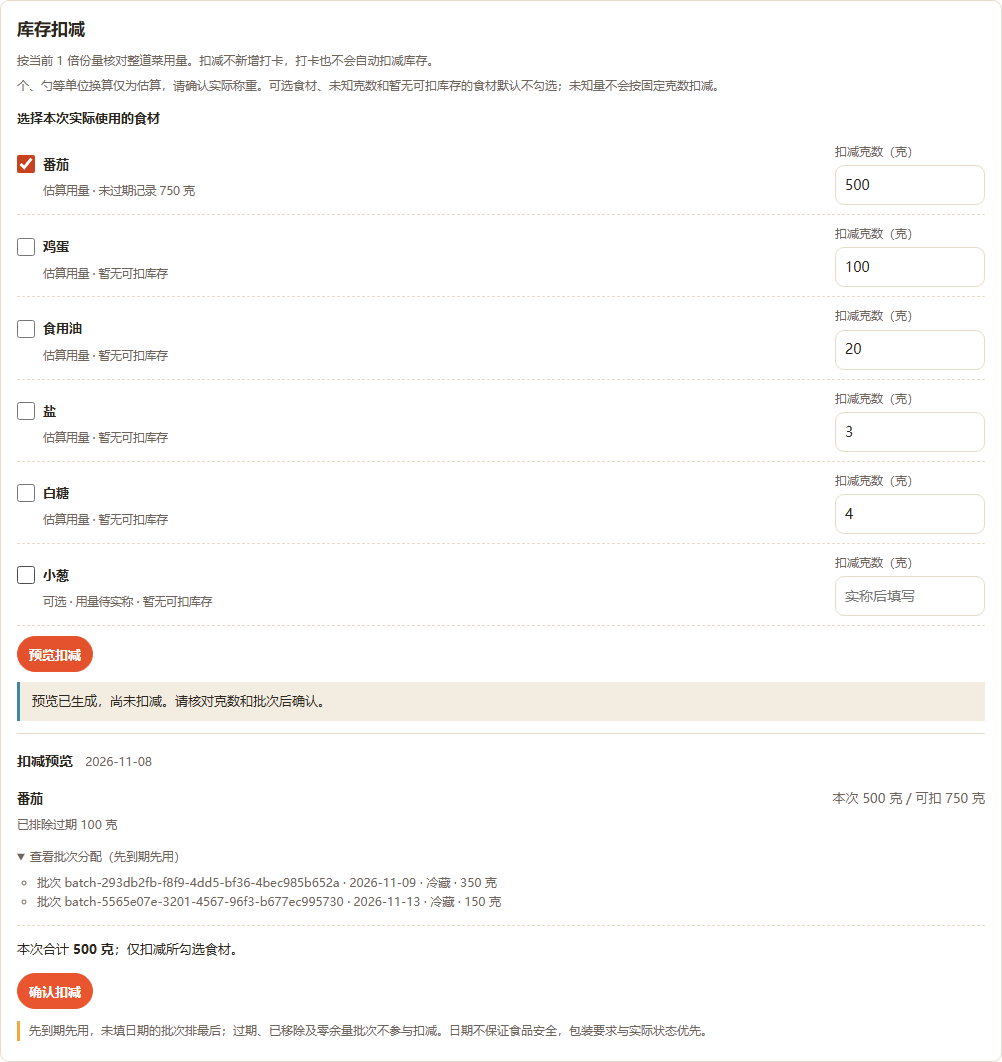 库存扣减
按当前 1 倍份量核对整道菜用量。扣减不新增打卡，打卡也不会自动扣减库存。
个、勺等单位换算仅为估算，请确认实际称重。可选食材、未知克数和暂无可扣库存的食材默认不勾选；未知量不会按固定克数扣减。
选择本次实际使用的食材
番茄
估算用量 · 未过期记录 750 克
扣减克数（克）
500
鸡蛋
估算用量 · 暂无可扣库存
扣减克数（克）
100
食用油
估算用量 · 暂无可扣库存
扣减克数（克）
20
盐
估算用量 · 暂无可扣库存
扣减克数（克）
3
白糖
估算用量 · 暂无可扣库存
扣减克数（克）
4
小葱
可选 · 用量待实称 · 暂无可扣库存
扣减克数（克）
实称后填写
预览扣减
预览已生成，尚未扣减。请核对克数和批次后确认。
扣减预览 2026-11-08
番茄
本次 500 克 / 可扣 750 克
已排除过期 100 克
▼ 查看批次分配（先到期先用）
批次 batch-293db2fb-f8f9-4dd5-bf36-4bec985b652a · 2026-11-09 · 冷藏 · 350 克
批次 batch-5565e07e-3201-4567-96f3-b677ec995730 · 2026-11-13 · 冷藏 · 150 克
本次合计 500 克；仅扣减所勾选食材。
确认扣减
先到期先用，未填日期的批次排最后；过期、已移除及零余量批次不参与扣减。日期不保证食品安全，包装要求与实际状态优先。